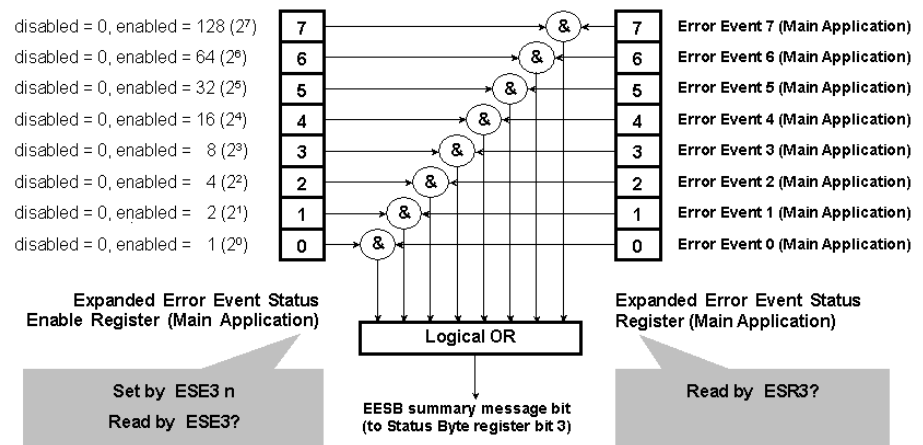 disabled = 0, enabled = 128 (2⁷) 7 & 7 Error Event 7 (Main Application)
disabled = 0, enabled = 64 (2⁶) 6 & 6 Error Event 6 (Main Application)
disabled = 0, enabled = 32 (2⁵) 5 & 5 Error Event 5 (Main Application)
disabled = 0, enabled = 16 (2⁴) 4 & 4 Error Event 4 (Main Application)
disabled = 0, enabled = 8 (2³) 3 & 3 Error Event 3 (Main Application)
disabled = 0, enabled = 4 (2²) 2 & 2 Error Event 2 (Main Application)
disabled = 0, enabled = 2 (2¹) 1 & 1 Error Event 1 (Main Application)
disabled = 0, enabled = 1 (2⁰) 0 & 0 Error Event 0 (Main Application)
Expanded Error Event Status
Enable Register (Main Application)
Expanded Error Event Status
Register (Main Application)
Logical OR
Set by ESE3 n
Read by ESE3?
Read by ESR3?
EESB summary message bit
(to Status Byte register bit 3)